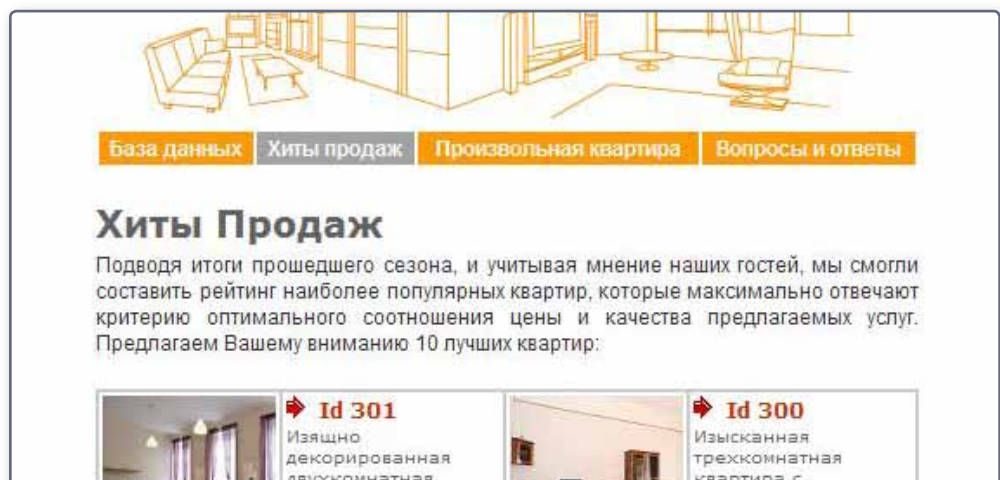 База данных Хиты продаж Произвольная квартира Вопросы и ответы
Хиты Продаж
Подводя итоги прошедшего сезона, и учитывая мнение наших гостей, мы смогли
составить рейтинг наиболее популярных квартир, которые максимально отвечают
критерию оптимального соотношения цены и качества предлагаемых услуг.
Предлагаем Вашему вниманию 10 лучших квартир:
Id 301
Изящно
декорированная
двухкомнатная
Id 300
Изысканная
трехкомнатная
квартира с